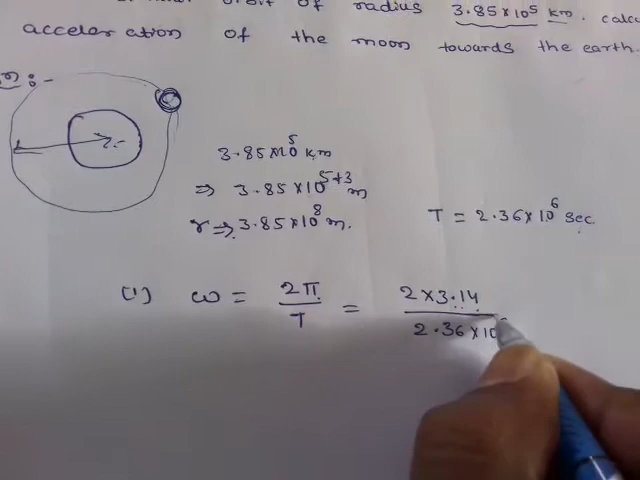 orbit of radius 3.85×10⁵ km. calc
acceleration of the moon towards the earth.
3.85×10⁵ km
⇒ 3.85×10⁵⁺³ m
r ⇒ 3.85×10⁸ m.
T = 2.36×10⁶ sec
(1) ω = 2π/T = 2×3.14/2.36×10